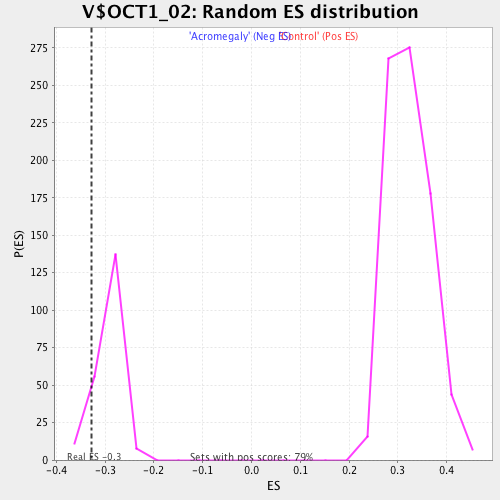 V$OCT1_02: Random ES distribution
'Acromegaly' (Neg ES)
'Control' (Pos ES)
275
250
225
200
175
150
125
100
75
50
25
0
P(ES)
Real ES -0.3
Sets with pos scores: 79%
-0.4 -0.3 -0.2 -0.1 0.0 0.1 0.2 0.3 0.4
ES